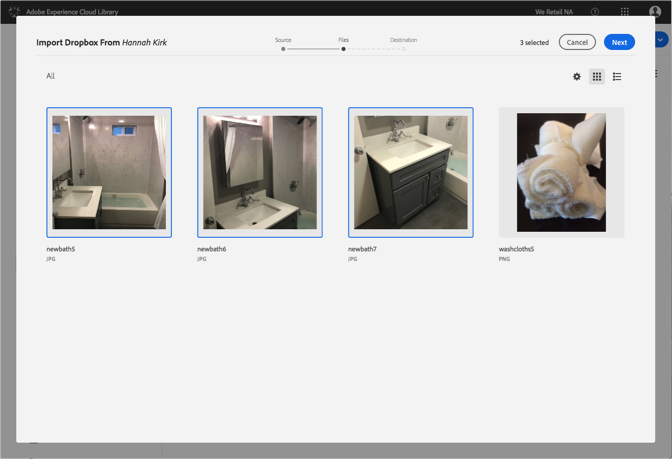 Adobe Experience Cloud Library
We Retail NA
Import Dropbox From Hannah Kirk
Source
Files
Destination
3 selected
Cancel
Next
All
newbath5
JPG
newbath6
JPG
newbath7
JPG
washcloths5
PNG